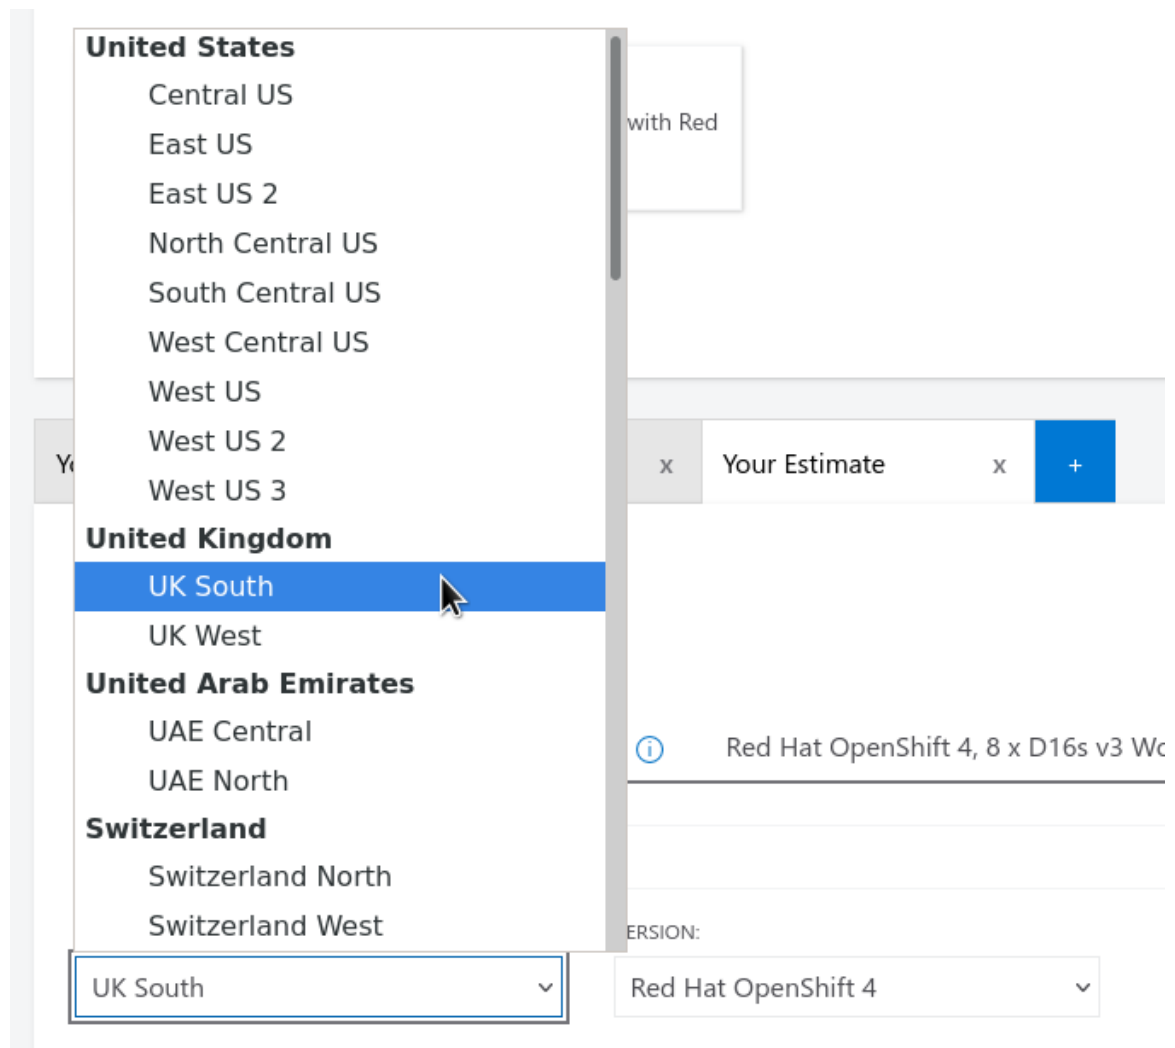 United States
Central US
East US
East US 2
North Central US
South Central US
West Central US
West US
West US 2
West US 3
United Kingdom
UK South
UK West
United Arab Emirates
UAE Central
UAE North
Switzerland
Switzerland North
Switzerland West
UK South
with Red
x
Your Estimate
x
+
Red Hat OpenShift 4, 8 x D16s v3
ERSION:
Red Hat OpenShift 4